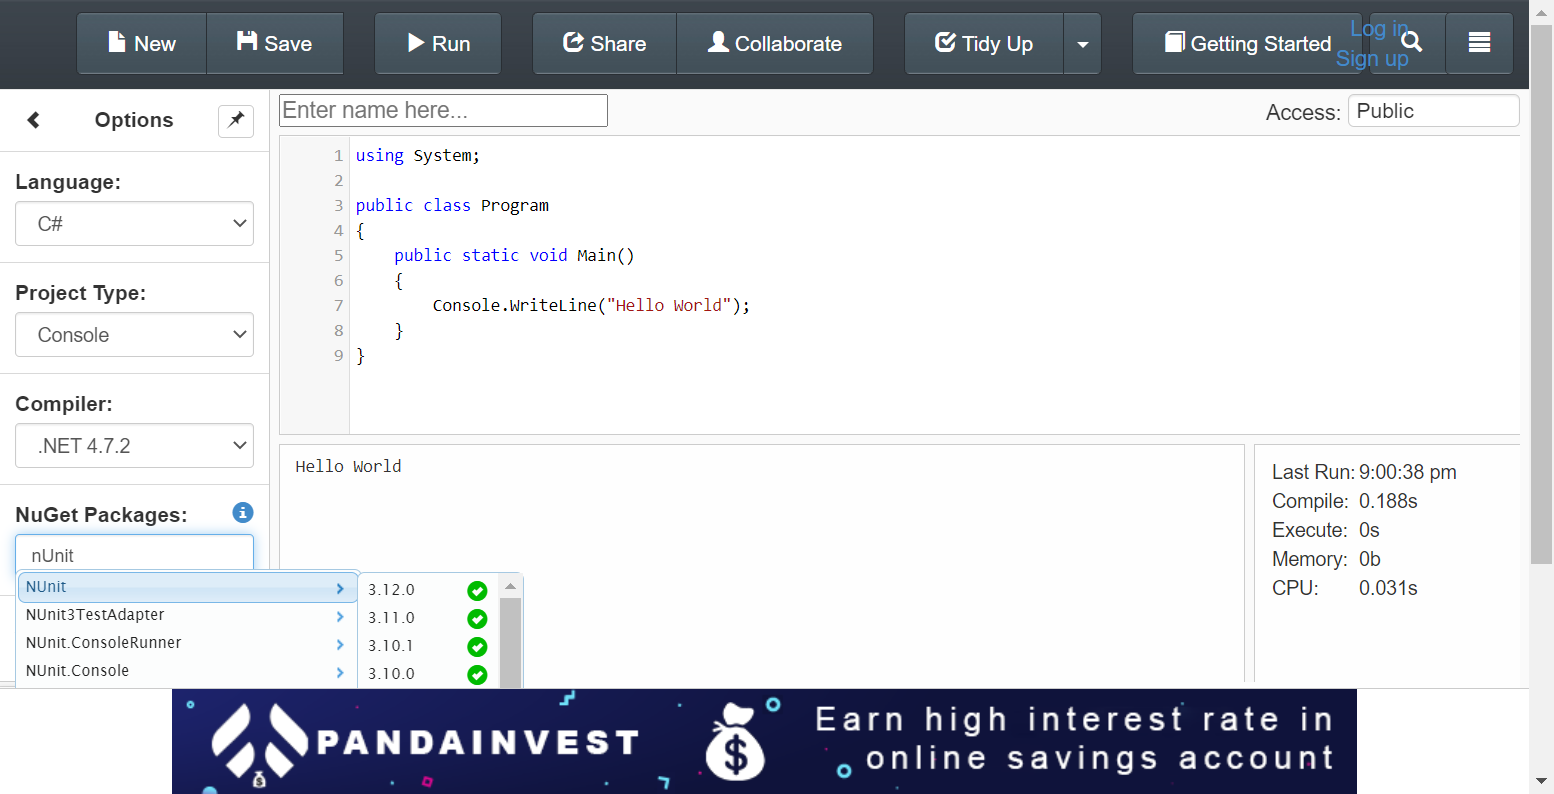 New
Save
Run
Share
Collaborate
Tidy Up
Getting Started
Log in
Sign up
Options
Enter name here...
Access:
Public
Language:
C#
Project Type:
Console
Compiler:
.NET 4.7.2
NuGet Packages:
nUnit
NUnit
NUnit3TestAdapter
NUnit.ConsoleRunner
NUnit.Console
3.12.0
3.11.0
3.10.1
3.10.0
1 using System;
2
3 public class Program
4 {
5 public static void Main()
6 {
7 Console.WriteLine("Hello World");
8 }
9 }
Hello World
Last Run: 9:00:38 pm
Compile: 0.188s
Execute: 0s
Memory: 0b
CPU: 0.031s
PANDAINVEST
Earn high interest rate in
online savings account